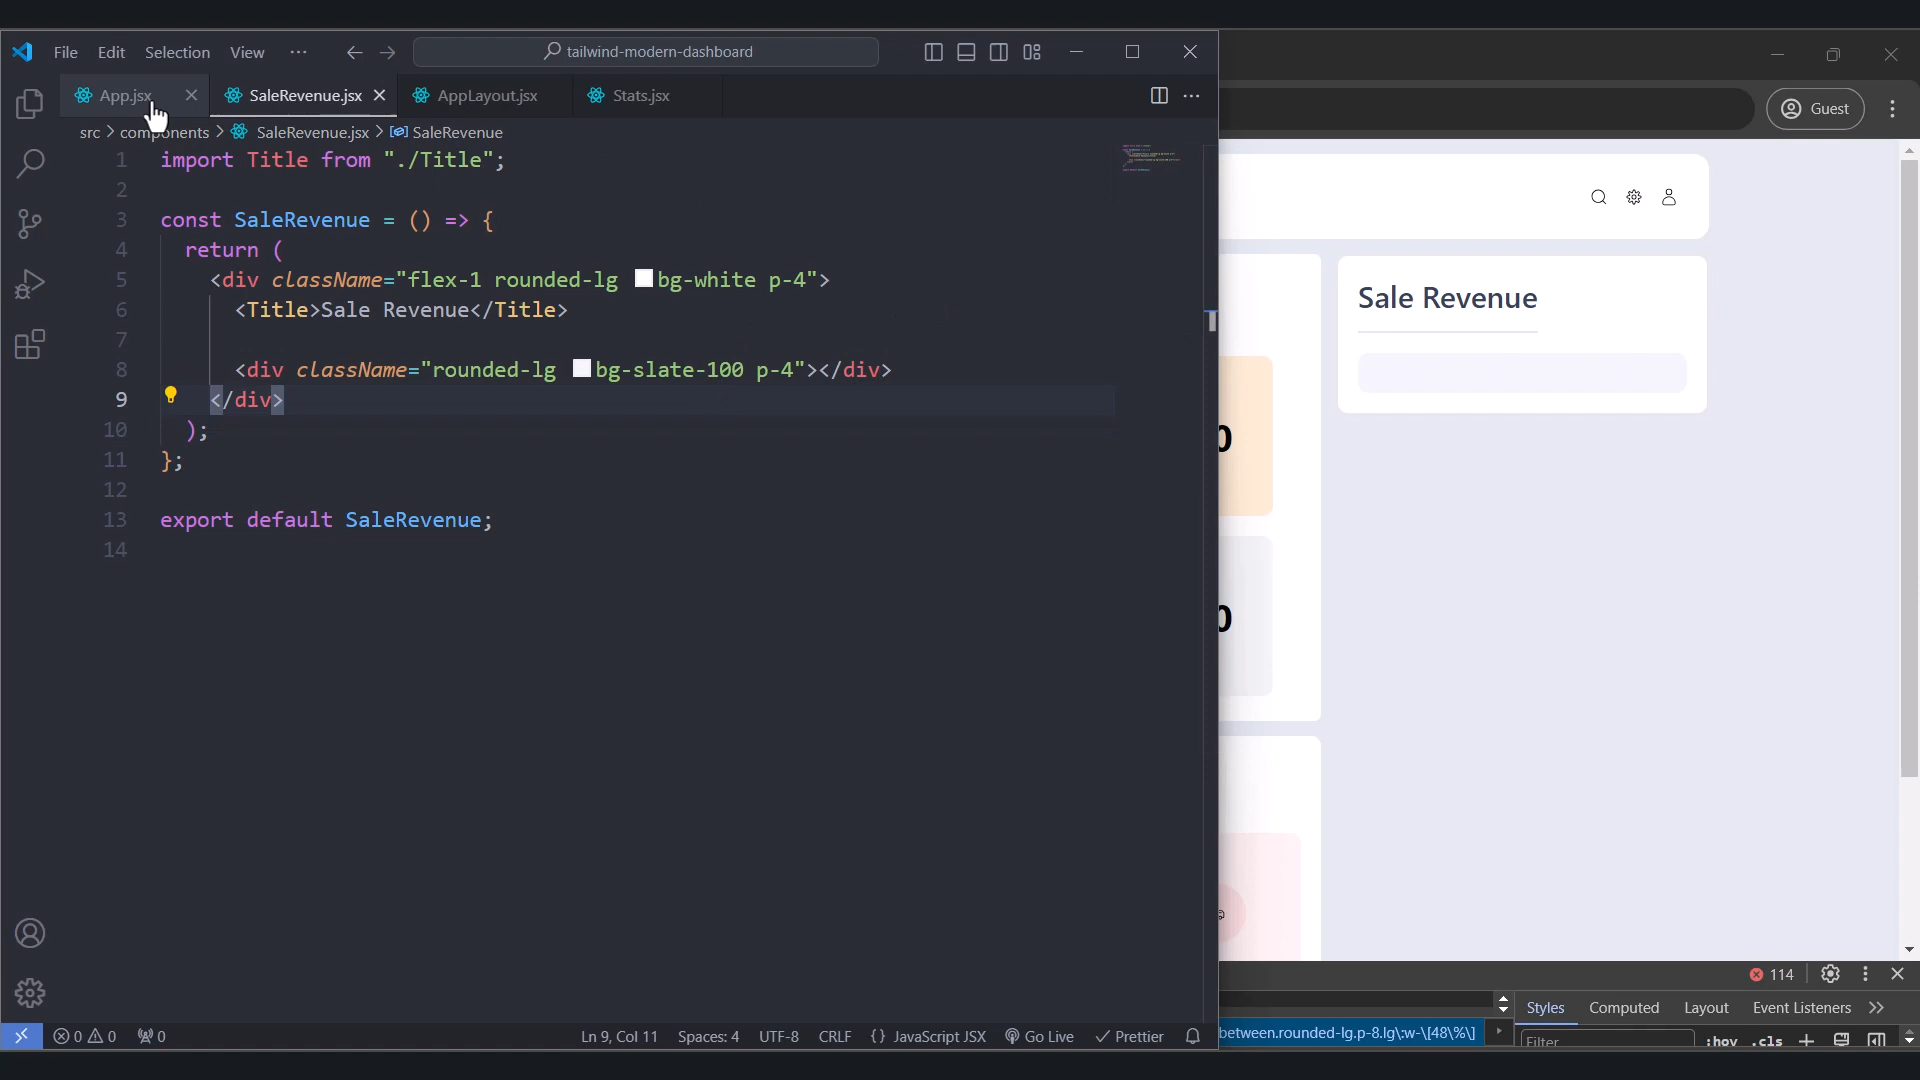 File Edit Selection View ··· tailwind-modern-dashboard
App.jsx SaleRevenue.jsx AppLayout.jsx Stats.jsx
src > components > SaleRevenue.jsx > SaleRevenue
1 import Title from "./Title";
2
3 const SaleRevenue = () => {
4 return (
5 <div className="flex-1 rounded-lg bg-white p-4">
6 <Title>Sale Revenue</Title>
7
8 <div className="rounded-lg bg-slate-100 p-4"></div>
9 </div>
10 );
11 };
12
13 export default SaleRevenue;
14
0 0 0 Ln 9, Col 11 Spaces: 4 UTF-8 CRLF {} JavaScript JSX Go Live Prettier
Guest
Sale Revenue
0
0
114
Styles Computed Layout Event Listeners
between.rounded-lg.p-8.lg\:w-\[48\%\]
Filter :hov .cls